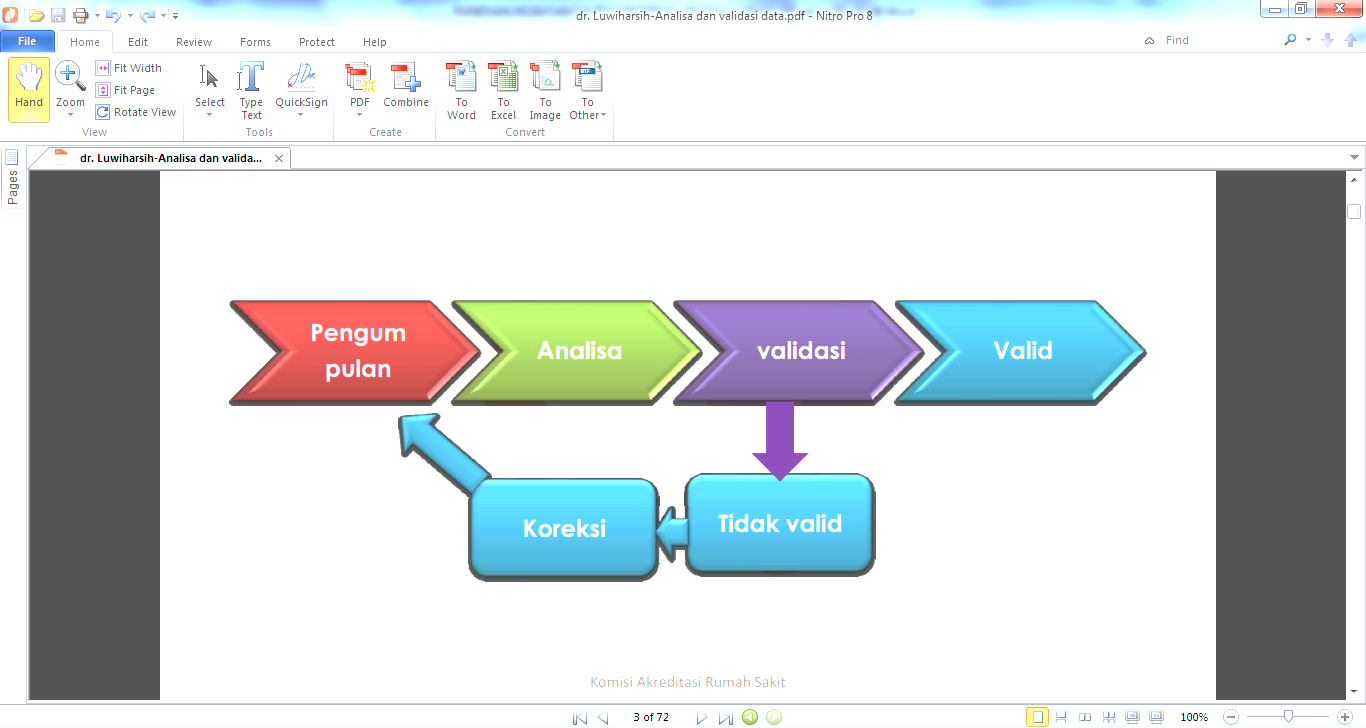 dr. Luwiharsih-Analisa dan validasi data.pdf - Nitro Pro 8
File Home Edit Review Forms Protect Help Find
Hand
Zoom
Fit Width
Fit Page
Rotate View
View
Select
Type
Text
QuickSign
Tools
PDF
Combine
Create
To
Word
To
Excel
To
Image
To
Other
Convert
dr. Luwiharsih-Analisa dan valida...
Pages
Pengum
pulan
Analisa
validasi
Valid
Koreksi
Tidak valid
Komisi Akreditasi Rumah Sakit
3 of 72
100%